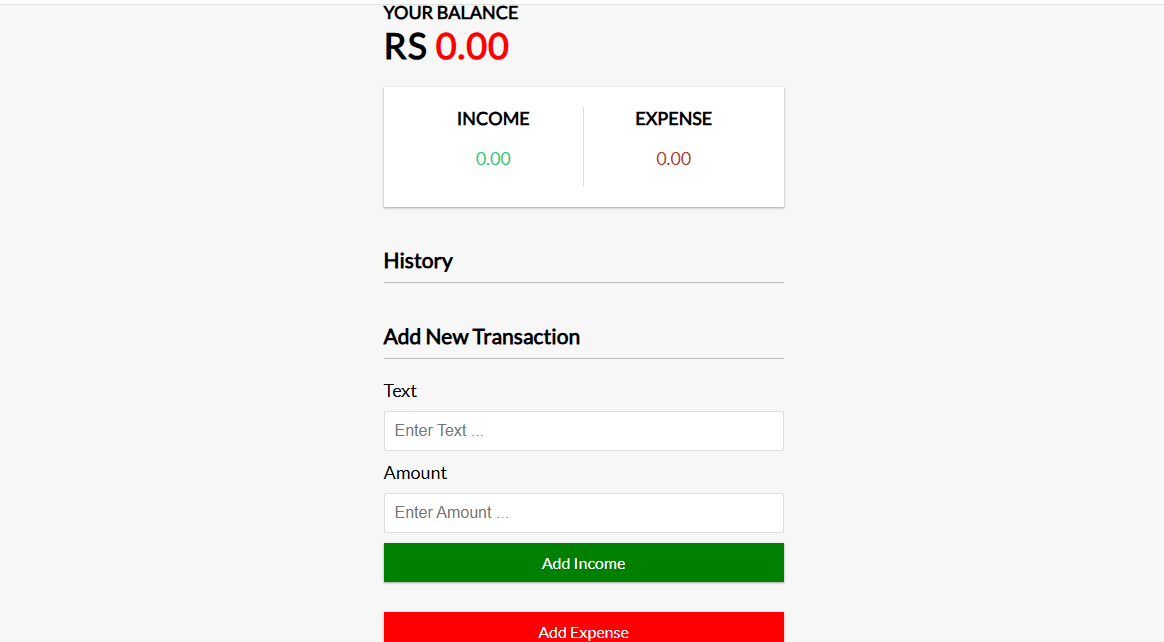 YOUR BALANCE
RS 0.00
INCOME
EXPENSE
0.00
0.00
History
Add New Transaction
Text
Enter Text ...
Amount
Enter Amount ...
Add Income
Add Expense